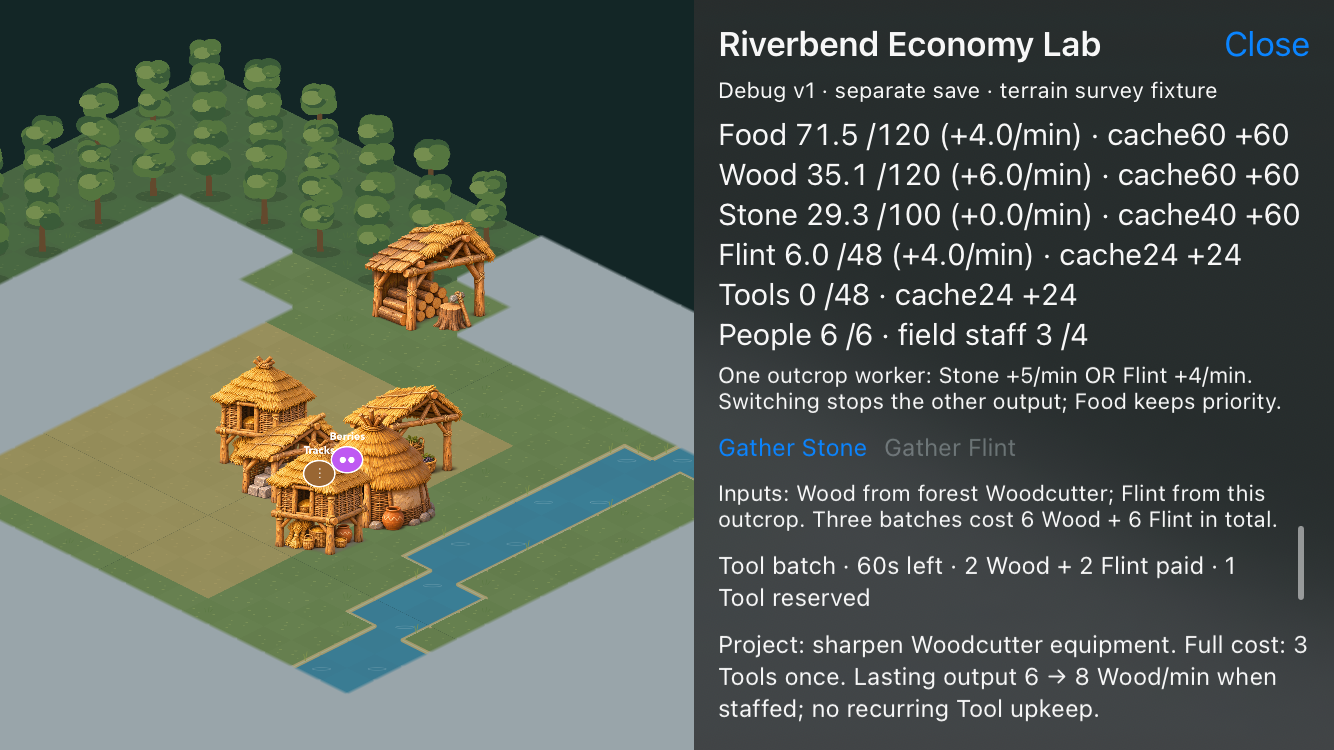 Riverbend Economy Lab
Close
Debug v1 · separate save · terrain survey fixture
Food 71.5 /120 (+4.0/min) · cache60 +60
Wood 35.1 /120 (+6.0/min) · cache60 +60
Stone 29.3 /100 (+0.0/min) · cache40 +60
Flint 6.0 /48 (+4.0/min) · cache24 +24
Tools 0 /48 · cache24 +24
People 6 /6 · field staff 3 /4
One outcrop worker: Stone +5/min OR Flint +4/min.
Switching stops the other output; Food keeps priority.
Gather Stone Gather Flint
Inputs: Wood from forest Woodcutter; Flint from this
outcrop. Three batches cost 6 Wood + 6 Flint in total.
Tool batch · 60s left · 2 Wood + 2 Flint paid · 1
Tool reserved
Project: sharpen Woodcutter equipment. Full cost: 3
Tools once. Lasting output 6 → 8 Wood/min when
staffed; no recurring Tool upkeep.
Berries
Tracks